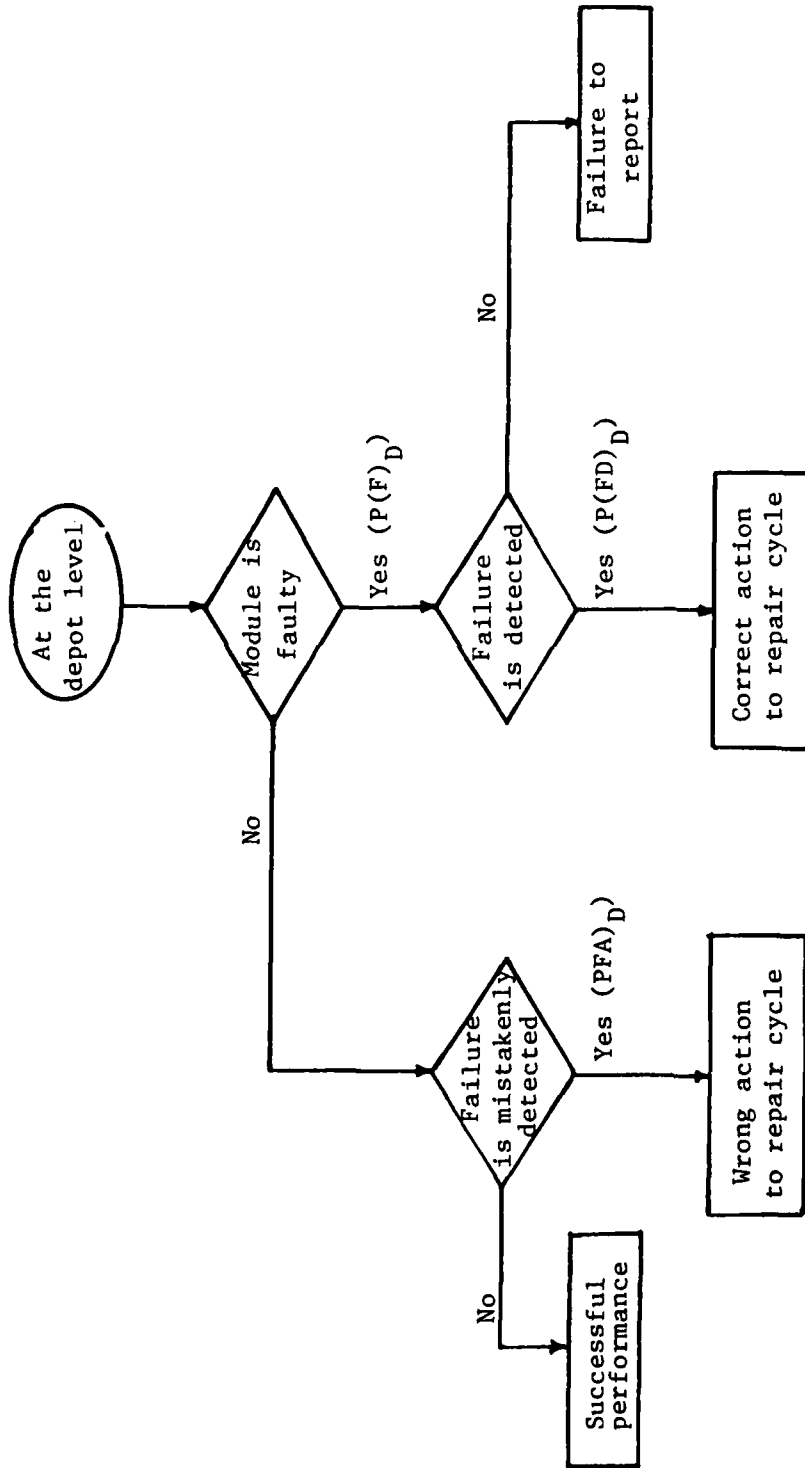 At the
depot level
Module is
faulty
No
Yes (P(F)D)
Failure
is mistakenly
detected
Failure
is detected
No
Yes (PFA)D)
Yes (P(FD)D)
No
Successful
performance
Wrong action
to repair cycle
Correct action
to repair cycle
Failure to
report